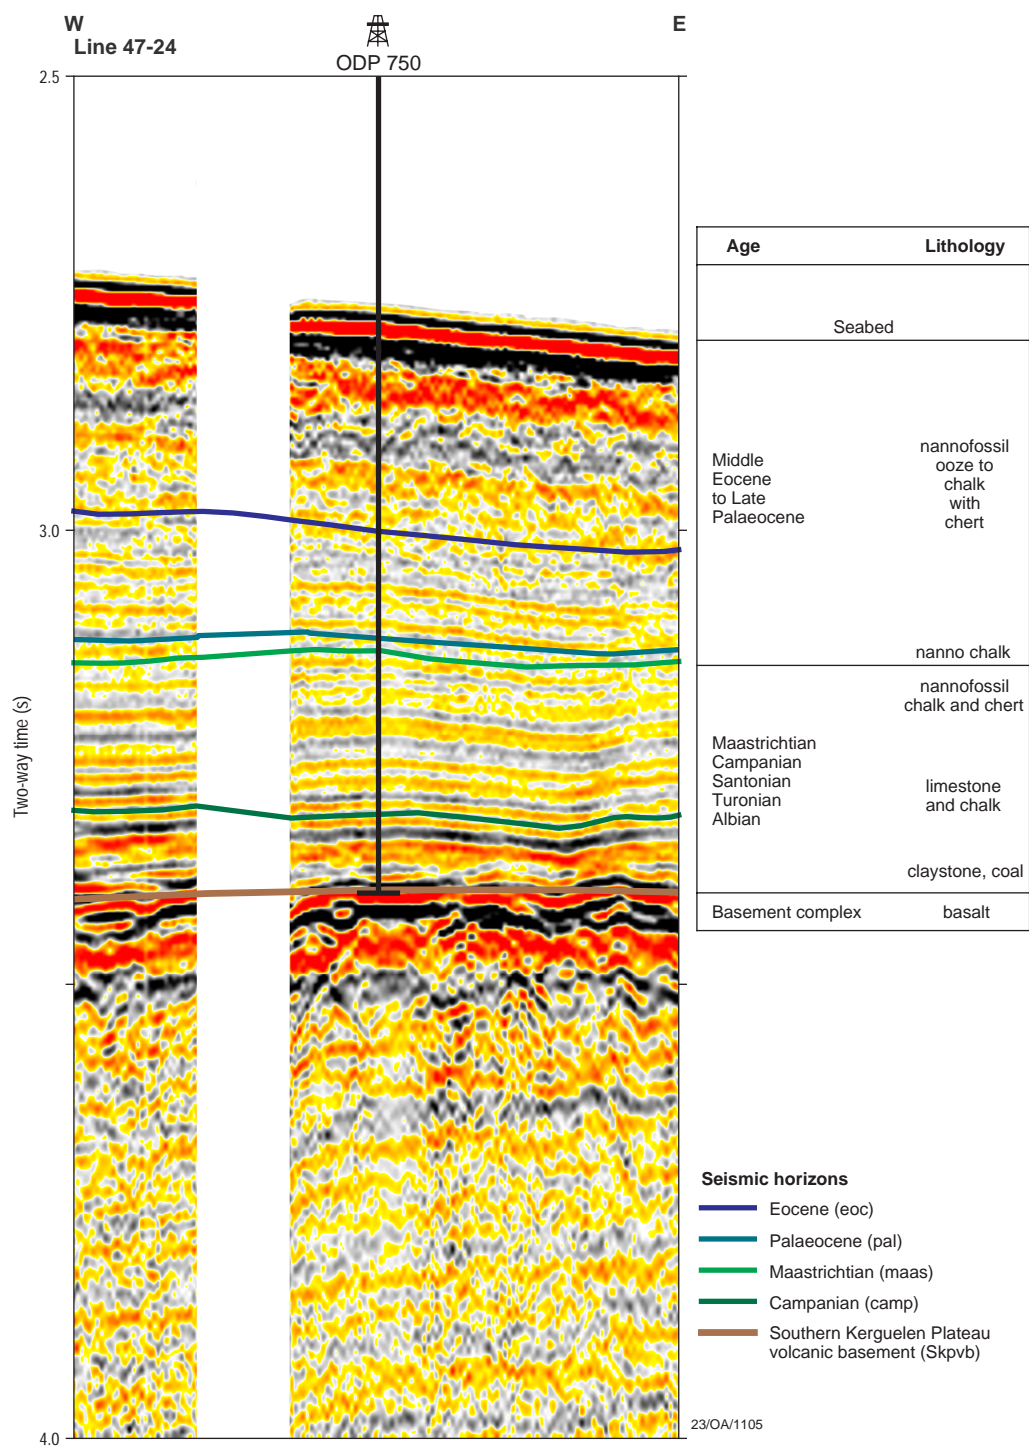 W
E
Line 47-24
ODP 750
2.5
3.0
4.0
Two-way time (s)
Age
Lithology
Seabed
Middle
Eocene
to Late
Palaeocene
nannofossil
ooze to
chalk
with
chert
nanno chalk
nannofossil
chalk and chert
Maastrichtian
Campanian
Santonian
Turonian
Albian
limestone
and chalk
claystone, coal
Basement complex
basalt
Seismic horizons
Eocene (eoc)
Palaeocene (pal)
Maastrichtian (maas)
Campanian (camp)
Southern Kerguelen Plateau
volcanic basement (Skpvb)
23/OA/1105